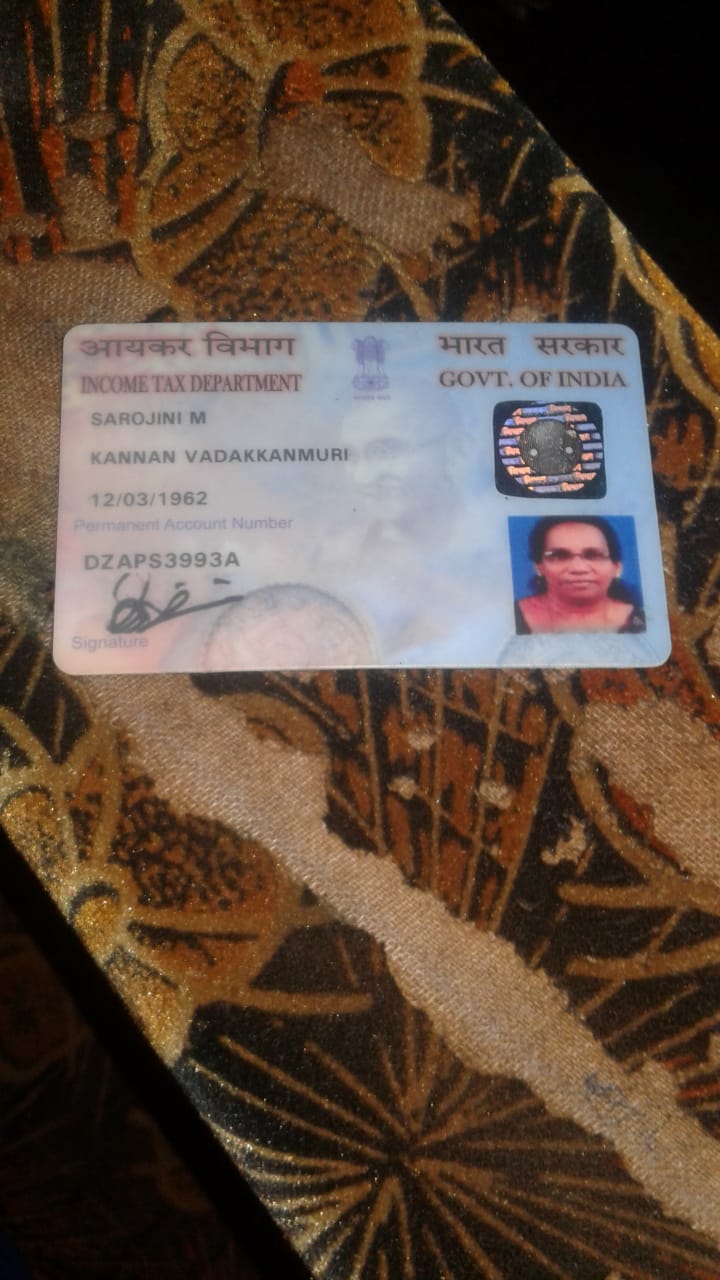 आयकर विभाग
INCOME TAX DEPARTMENT
भारत सरकार
GOVT. OF INDIA
SAROJINI M
KANNAN VADAKKANMURI
12/03/1962
Permanent Account Number
DZAPS3993A
Signature